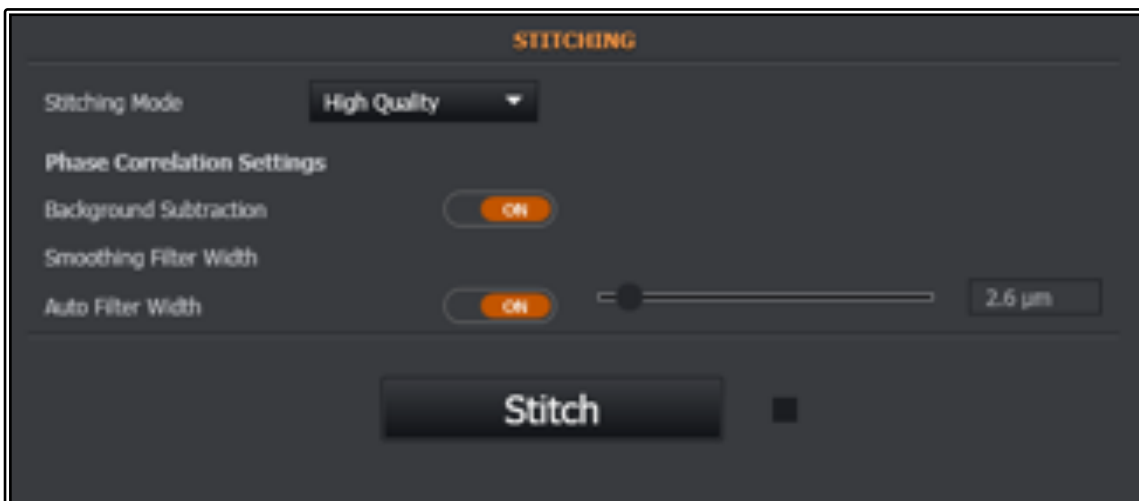 STITCHING
Stitching Mode High Quality
Phase Correlation Settings
Background Subtraction ON
Smoothing Filter Width
Auto Filter Width ON 2.6 µm
Stitch